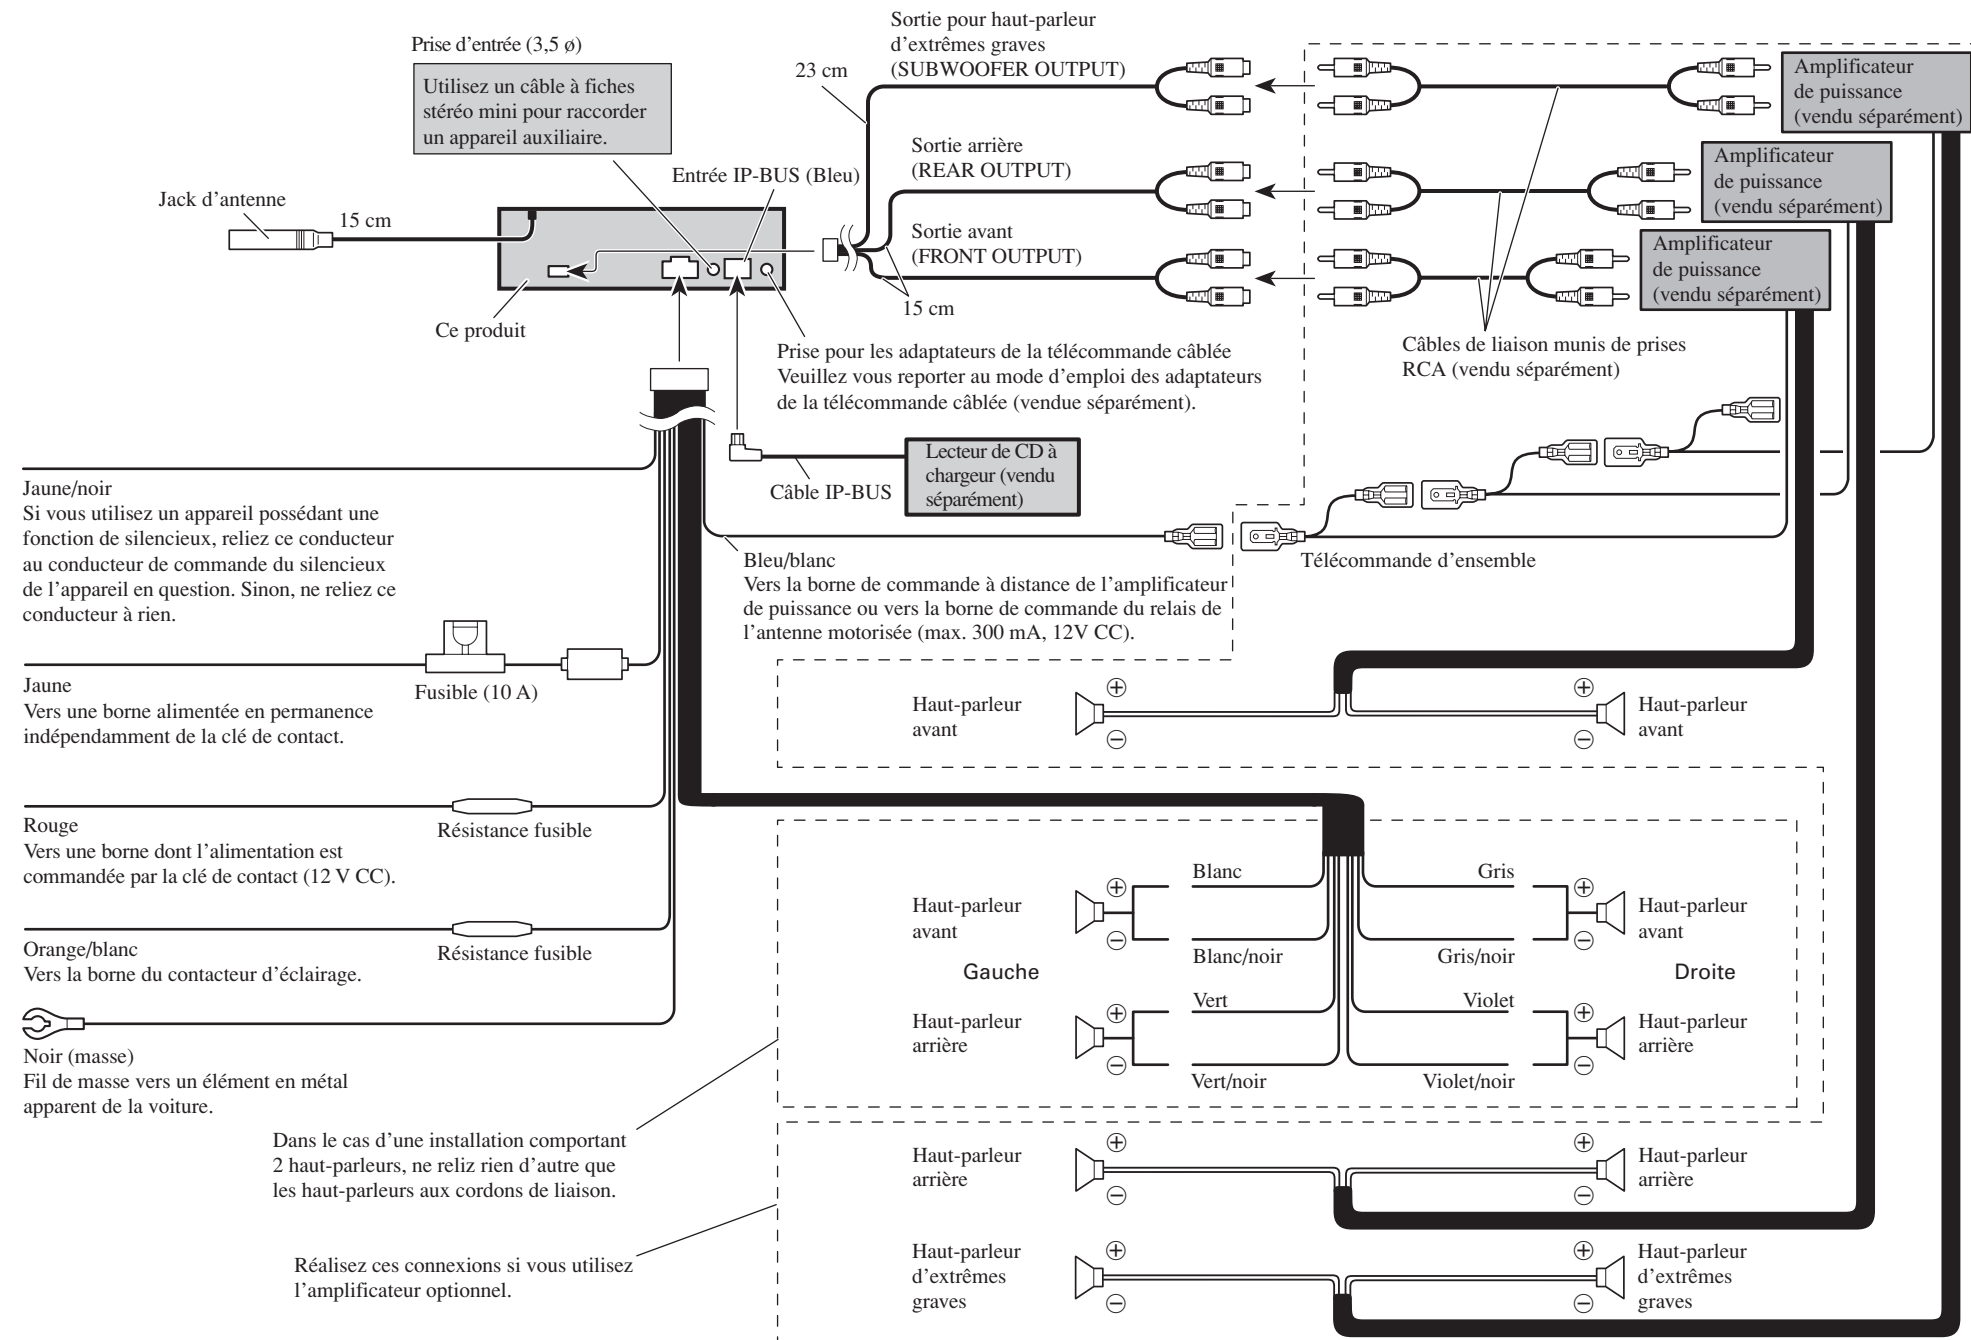 Sortie pour haut-parleur
d'extrêmes graves
(SUBWOOFER OUTPUT)
23 cm
Prise d'entrée (3,5 ø)
Utilisez un câble à fiches
stéréo mini pour raccorder
un appareil auxiliaire.
Amplificateur
de puissance
(vendu séparément)
Sortie arrière
(REAR OUTPUT)
Amplificateur
de puissance
(vendu séparément)
Entrée IP-BUS (Bleu)
Jack d'antenne
15 cm
Sortie avant
(FRONT OUTPUT)
Amplificateur
de puissance
(vendu séparément)
15 cm
Ce produit
Prise pour les adaptateurs de la télécommande câblée
Veuillez vous reporter au mode d'emploi des adaptateurs
de la télécommande câblée (vendue séparément).
Câbles de liaison munis de prises
RCA (vendu séparément)
Lecteur de CD à
chargeur (vendu
séparément)
Câble IP-BUS
Jaune/noir
Si vous utilisez un appareil possédant une
fonction de silencieux, reliez ce conducteur
au conducteur de commande du silencieux
de l'appareil en question. Sinon, ne reliez ce
conducteur à rien.
Bleu/blanc
Vers la borne de commande à distance de l'amplificateur
de puissance ou vers la borne de commande du relais de
l'antenne motorisée (max. 300 mA, 12V CC).
Télécommande d'ensemble
Jaune
Vers une borne alimentée en permanence
indépendamment de la clé de contact.
Fusible (10 A)
Haut-parleur
avant
⊕
⊖
⊕
⊖
Haut-parleur
avant
Rouge
Vers une borne dont l'alimentation est
commandée par la clé de contact (12 V CC).
Résistance fusible
Orange/blanc
Vers la borne du contacteur d'éclairage.
Résistance fusible
Noir (masse)
Fil de masse vers un élément en métal
apparent de la voiture.
Haut-parleur
avant
⊕
⊖
Blanc
Blanc/noir
Gris
Gris/noir
⊕
⊖
Haut-parleur
avant
Gauche
Droite
Haut-parleur
arrière
⊕
⊖
Vert
Vert/noir
Violet
Violet/noir
⊕
⊖
Haut-parleur
arrière
Dans le cas d'une installation comportant
2 haut-parleurs, ne reliz rien d'autre que
les haut-parleurs aux cordons de liaison.
Haut-parleur
arrière
⊕
⊖
⊕
⊖
Haut-parleur
arrière
Réalisez ces connexions si vous utilisez
l'amplificateur optionnel.
Haut-parleur
d'extrêmes
graves
⊕
⊖
⊕
⊖
Haut-parleur
d'extrêmes
graves